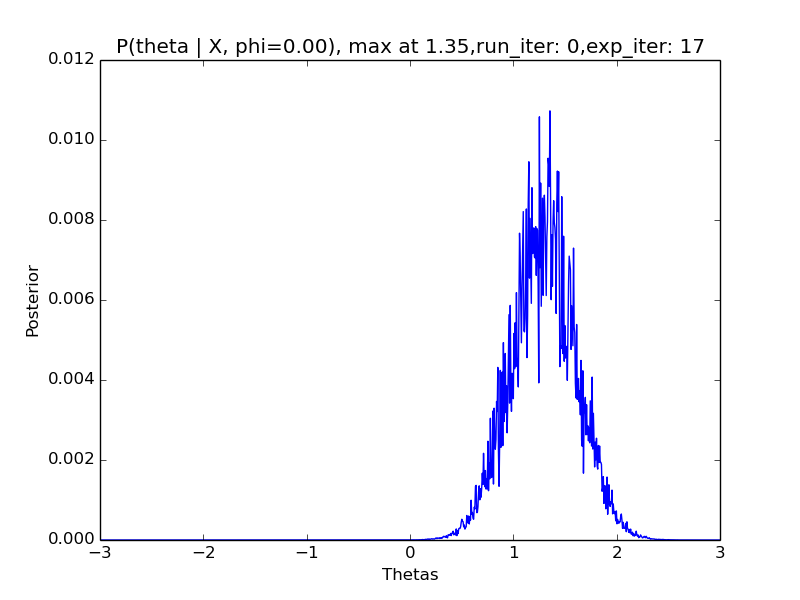 P(theta | X, phi=0.00), max at 1.35,run_iter: 0,exp_iter: 17
0.012
0.010
0.008
0.006
0.004
0.002
0.000
Posterior
−3 −2 −1 0 1 2 3
Thetas